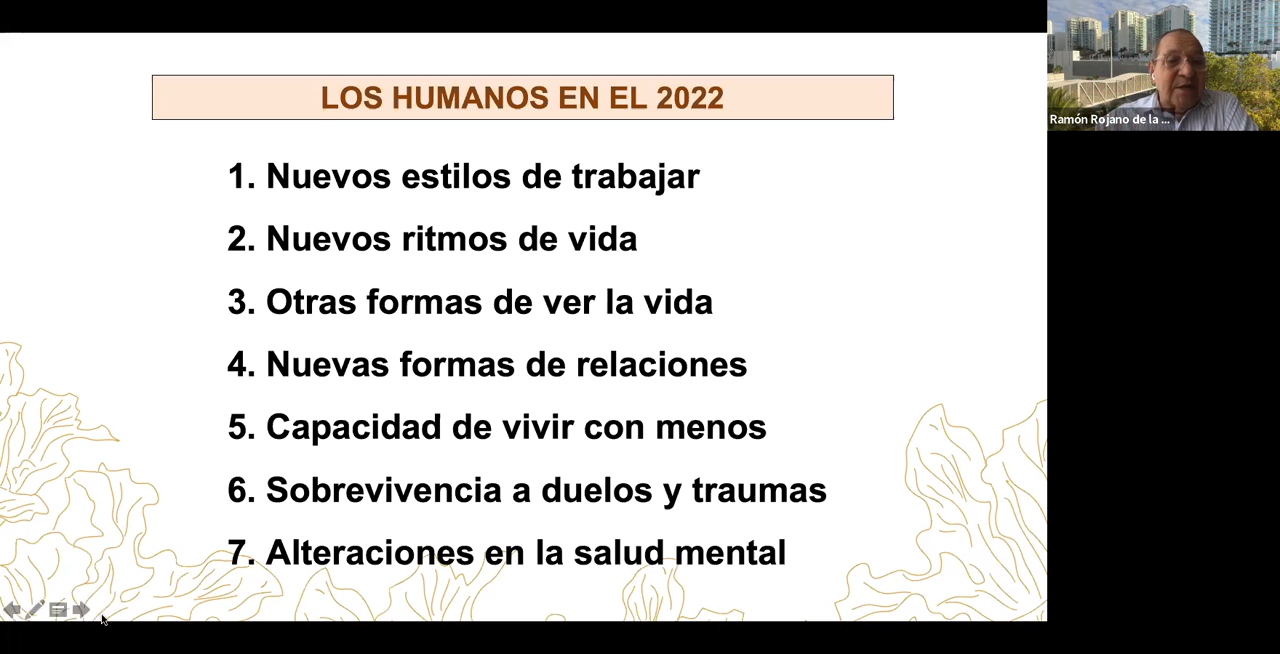 LOS HUMANOS EN EL 2022
1. Nuevos estilos de trabajar
2. Nuevos ritmos de vida
3. Otras formas de ver la vida
4. Nuevas formas de relaciones
5. Capacidad de vivir con menos
6. Sobrevivencia a duelos y traumas
7. Alteraciones en la salud mental
Ramón Rojano de la ...